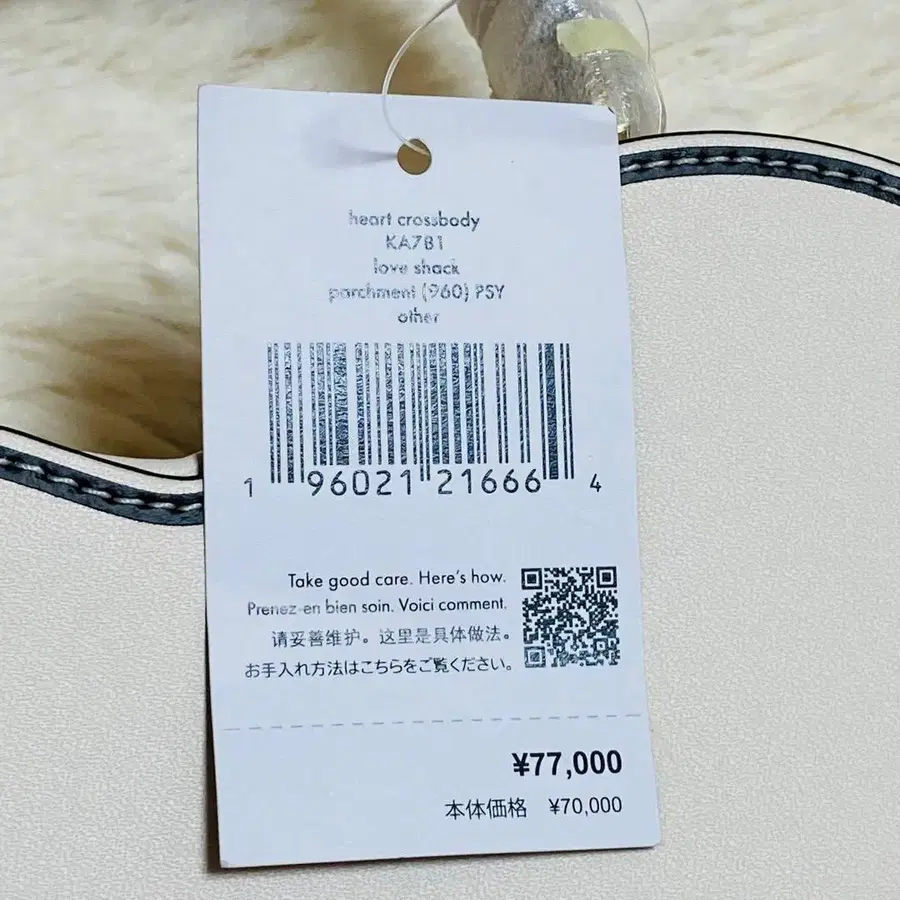 heart crossbody
KA781
love shack
parchment (960) PSY
other
1 96021 21666 4
Take good care. Here's how.
Prenez-en bien soin. Voici comment.
请妥善维护。这里是具体做法。
お手入れ方法はこちらをご覧ください。
¥77,000
本体価格 ¥70,000